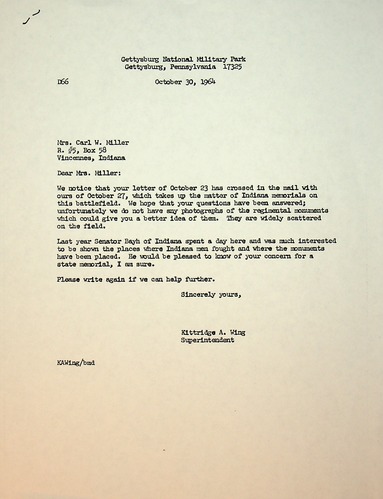 Gettysburg National Military Park
Gettysburg, Pennsylvania 17325
D66 October 30, 1964
Mrs. Carl W. Miller
R. #5, Box 58
Vincennes, Indiana
Dear Mrs. Miller:
We notice that your letter of October 23 has crossed in the mail with
ours of October 27, which takes up the matter of Indiana memorials on
this battlefield. We hope that your questions have been answered;
unfortunately we do not have any photographs of the regimental monuments
which could give you a better idea of them. They are widely scattered
on the field.
Last year Senator Bayh of Indiana spent a day here and was much interested
to be shown the places where Indiana men fought and where the monuments
have been placed. He would be pleased to know of your concern for a
state memorial, I am sure.
Please write again if we can help further.
Sincerely yours,
Kittridge A. Wing
Superintendent
KAWing/bmd